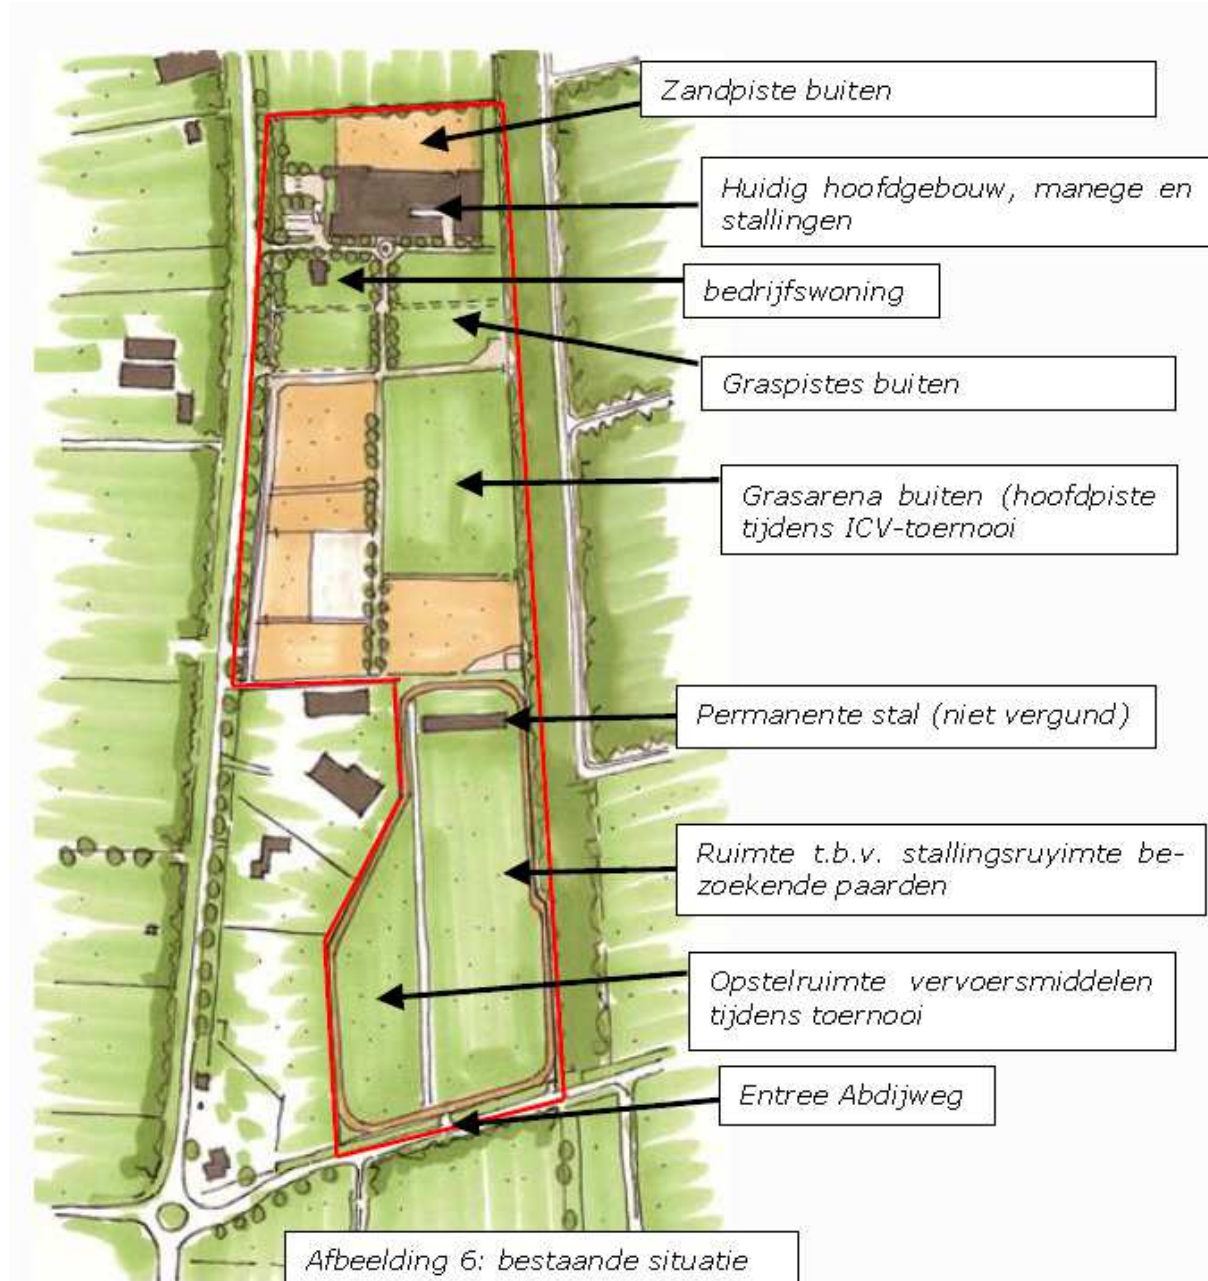 Zandpiste buiten
Huidig hoofdgebouw, manege en
stallingen
bedrijfswoning
Graspistes buiten
Grasarena buiten (hoofdpiste
tijdens ICV-toernooi
Permanente stal (niet vergund)
Ruimte t.b.v. stallingsruyimte be-
zoekende paarden
Opstelruimte vervoersmiddelen
tijdens toernooi
Entree Abdijweg
Afbeelding 6: bestaande situatie